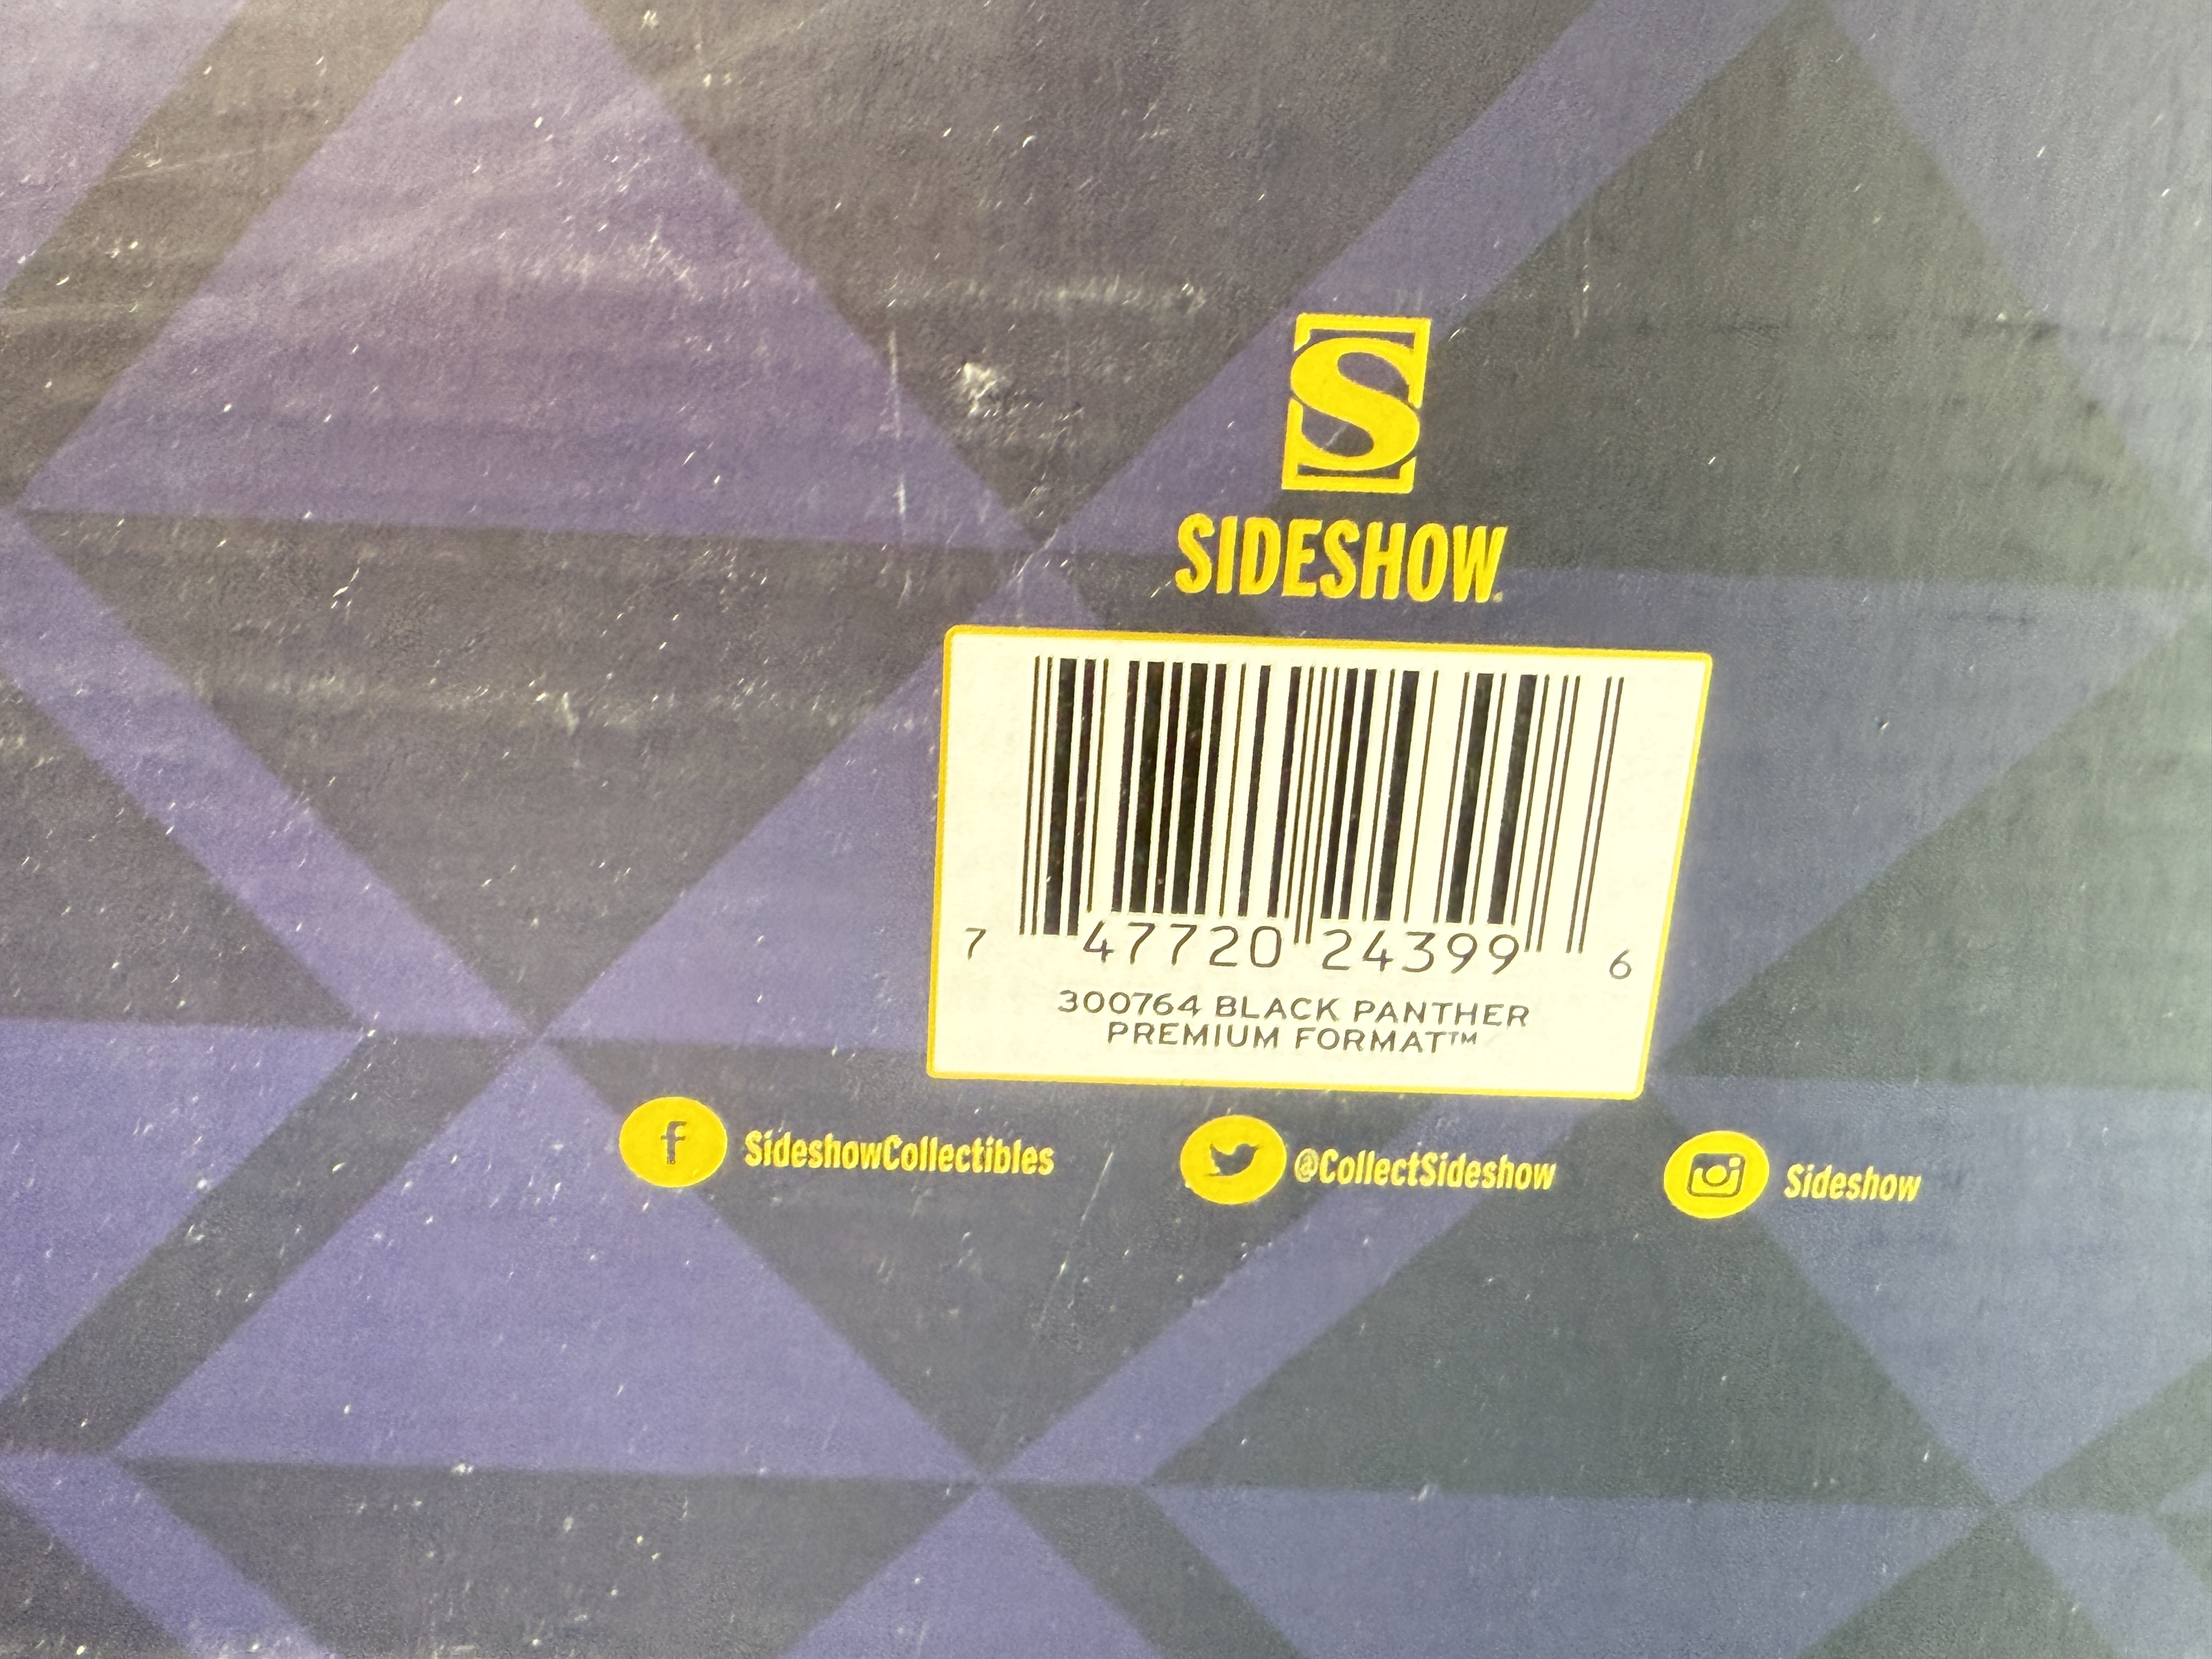 S
SIDESHOW
7 47720 24399 6
300764 BLACK PANTHER
PREMIUM FORMAT™
f SideshowCollectibles @CollectSideshow Sideshow